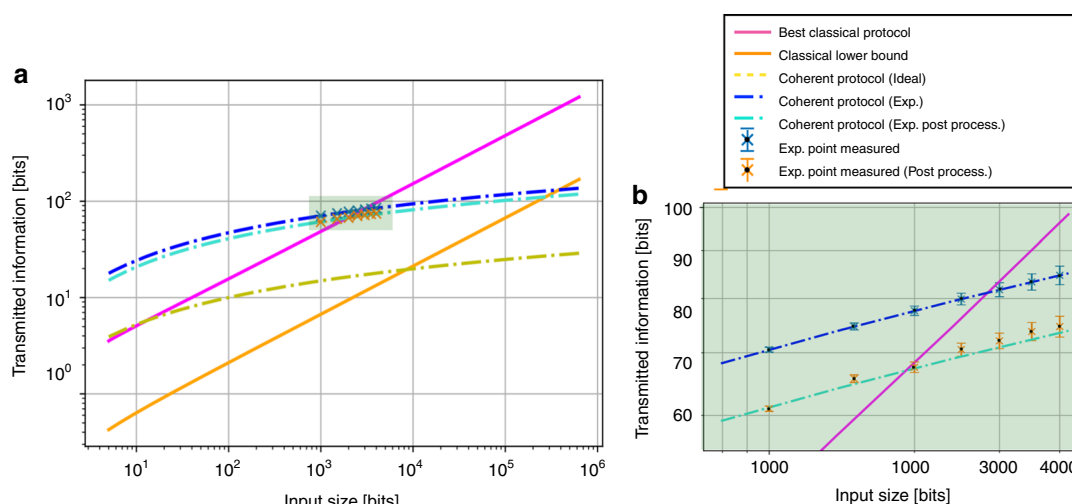 Best classical protocol
Classical lower bound
Coherent protocol (Ideal)
Coherent protocol (Exp.)
Coherent protocol (Exp. post process.)
Exp. point measured
Exp. point measured (Post process.)
a
Transmitted information [bits]
10³
10²
10¹
10⁰
10¹
10²
10³
10⁴
10⁵
10⁶
Input size [bits]
b
Transmitted information [bits]
100
90
80
70
60
1000
1000
3000
4000
Input size [bits]